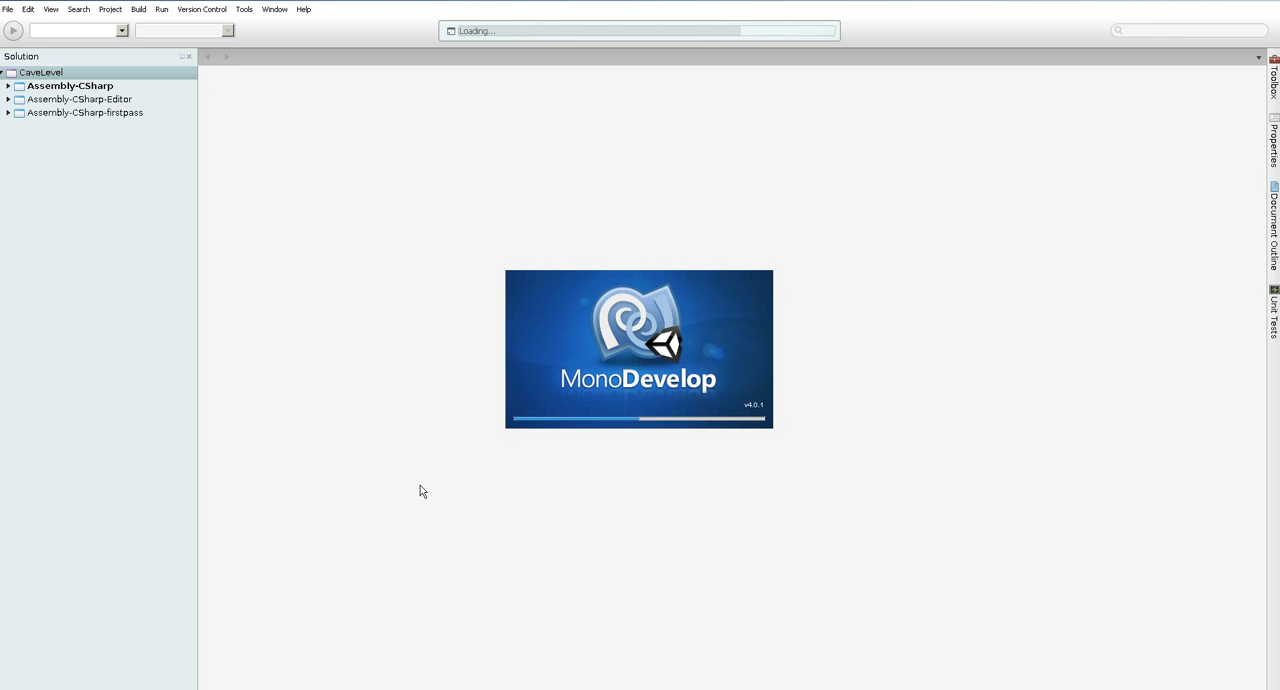 File Edit View Search Project Build Run Version Control Tools Window Help
Loading...
Solution
CaveLevel
Assembly-CSharp
Assembly-CSharp-Editor
Assembly-CSharp-firstpass
MonoDevelop
v4.0.1
Toolbox
Properties
Document Outline
Unit Tests